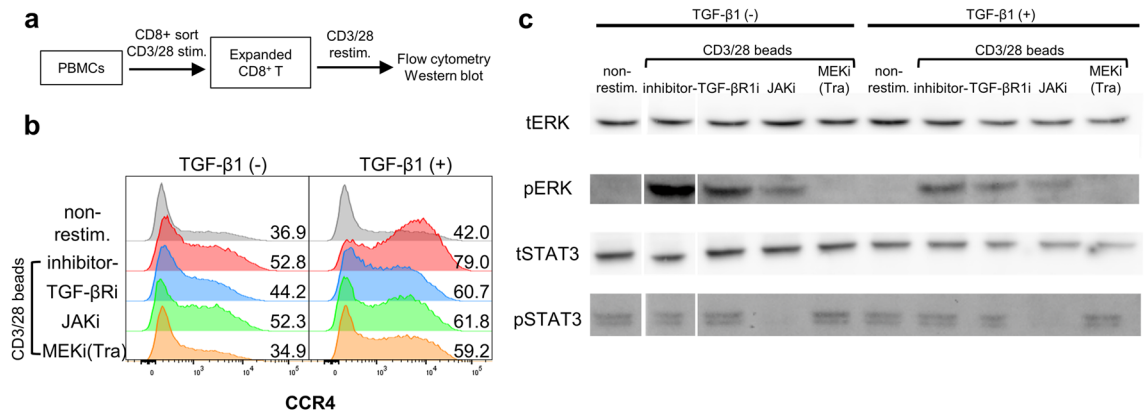 a
CD8+ sort
CD3/28 stim.
CD3/28
restim.
PBMCs
Expanded
CD8+ T
Flow cytometry
Western blot
b
TGF-β1 (-)
TGF-β1 (+)
non-
restim.
36.9
42.0
inhibitor-
52.8
79.0
TGF-βRi
44.2
60.7
JAKi
52.3
61.8
MEKi(Tra)
34.9
59.2
CD3/28 beads
0
103
104
105
0
103
104
105
CCR4
c
TGF-β1 (-)
TGF-β1 (+)
CD3/28 beads
CD3/28 beads
non-
restim.
inhibitor-
TGF-βR1i
JAKi
MEKi
(Tra)
non-
restim.
inhibitor-
TGF-βR1i
JAKi
MEKi
(Tra)
tERK
pERK
tSTAT3
pSTAT3